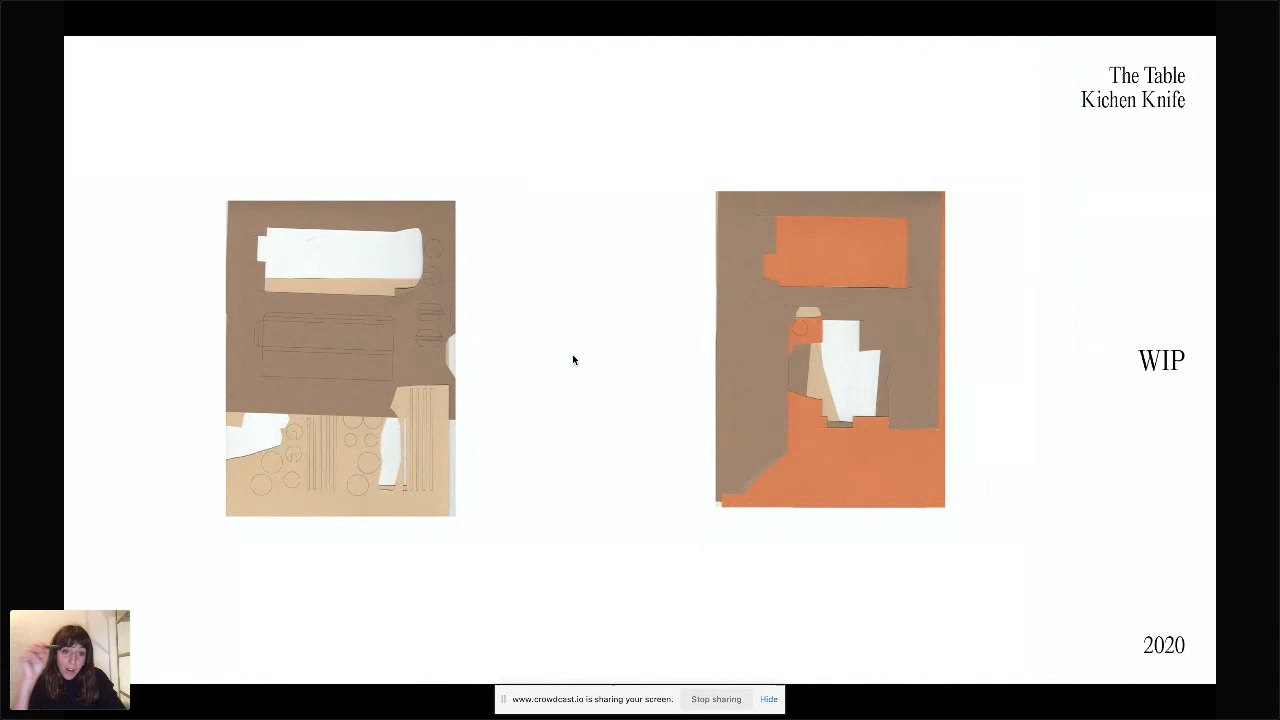 The Table
Kichen Knife
WIP
2020
www.crowdcast.io is sharing your screen. Stop sharing Hide